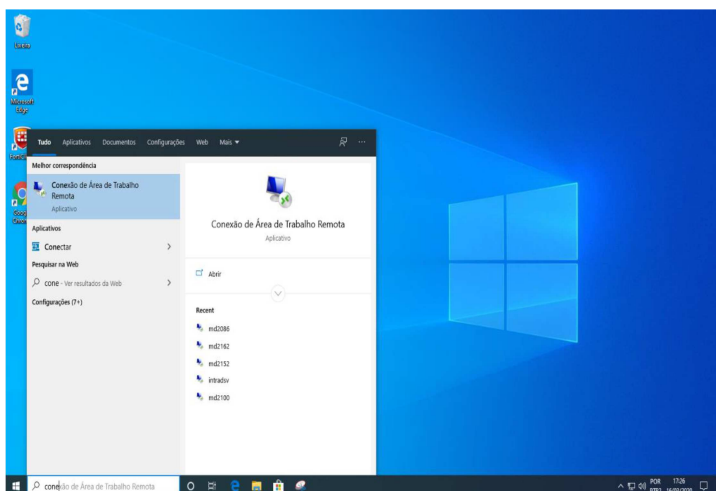 Lixeira
Microsoft
Edge
Tudo Aplicativos Documentos Configurações Web Mais
Melhor correspondência
Conexão de Área de Trabalho
Remota
Aplicativo
Aplicativos
Conectar
Pesquisar na Web
cone - Ver resultados da Web
Configurações (7+)
Conexão de Área de Trabalho Remota
Aplicativo
Abrir
Recent
md2086
md2162
md2152
intradsv
md2100
conexão de Área de Trabalho Remota
POR 17:26